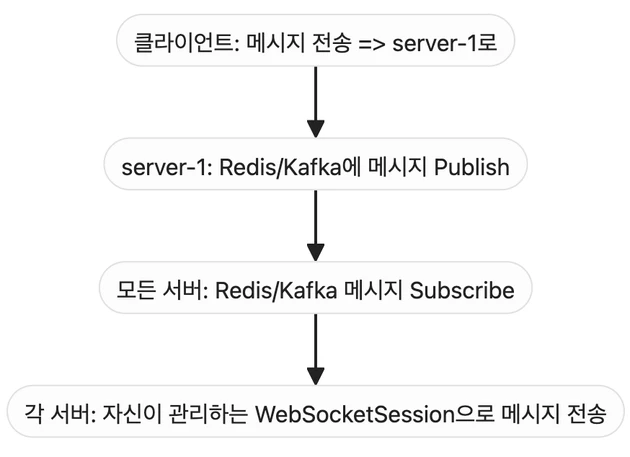 클라이언트: 메시지 전송 => server-1로
server-1: Redis/Kafka에 메시지 Publish
모든 서버: Redis/Kafka 메시지 Subscribe
각 서버: 자신이 관리하는 WebSocketSession으로 메시지 전송